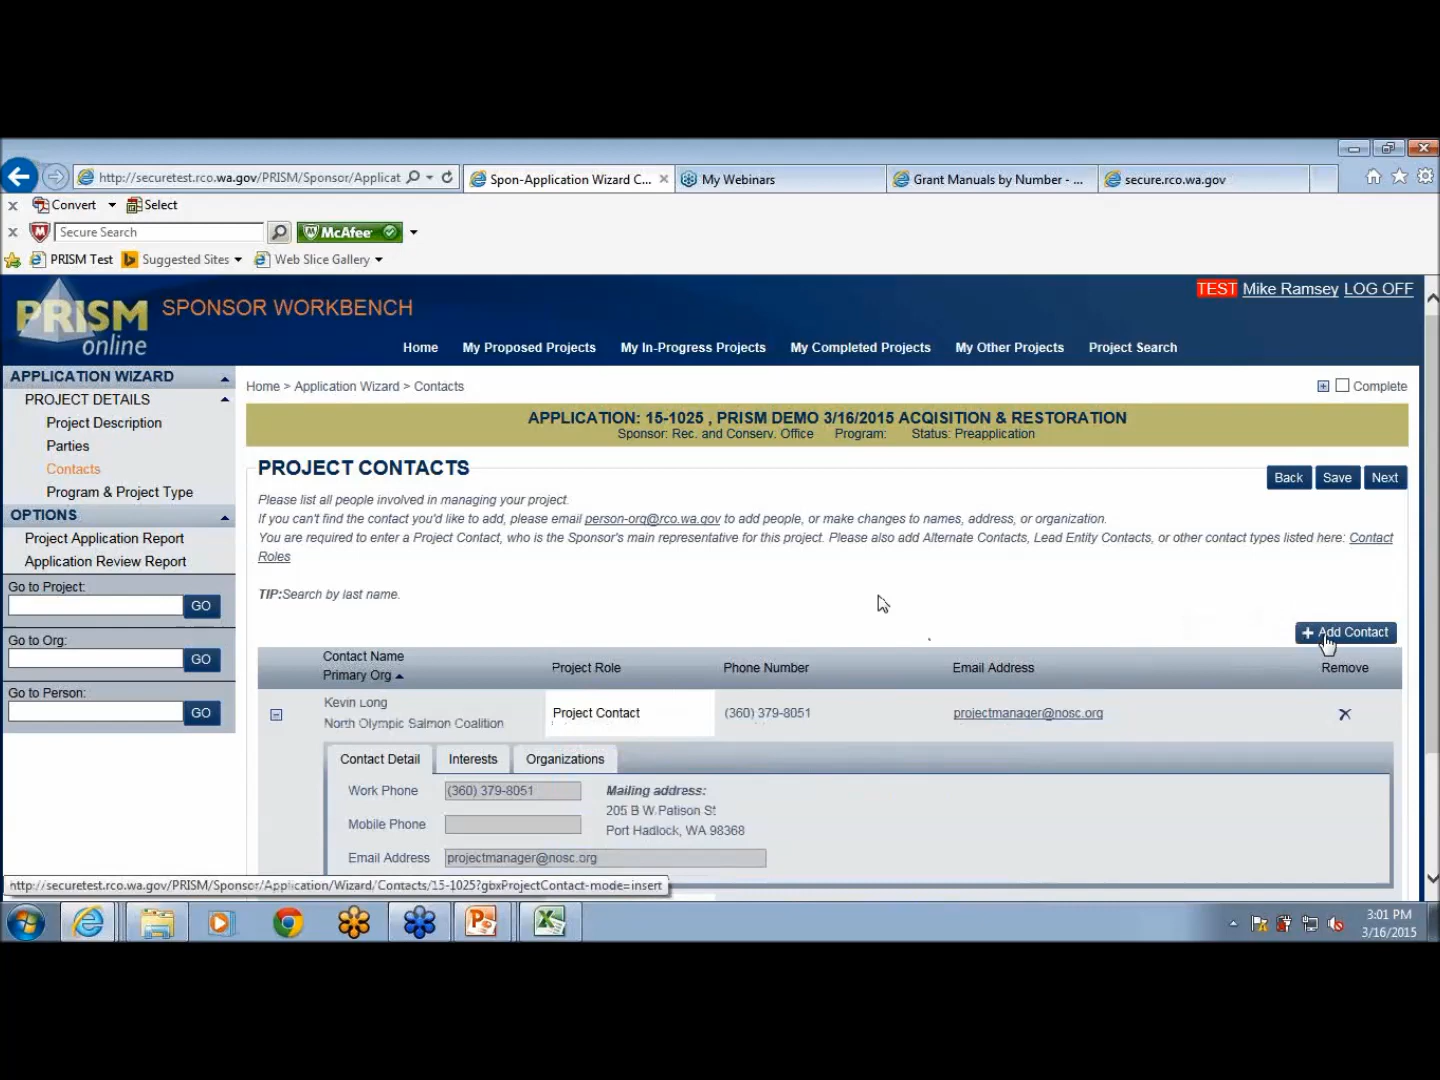 http://securetest.rco.wa.gov/PRISM/Sponsor/Applicat
Spon-Application Wizard C...
My Webinars
Grant Manuals by Number - ...
secure.rco.wa.gov
Convert
Select
Secure Search
McAfee
PRISM Test
Suggested Sites
Web Slice Gallery
PRISM
online
SPONSOR WORKBENCH
TEST Mike Ramsey LOG OFF
Home
My Proposed Projects
My In-Progress Projects
My Completed Projects
My Other Projects
Project Search
APPLICATION WIZARD
PROJECT DETAILS
Project Description
Parties
Contacts
Program & Project Type
OPTIONS
Project Application Report
Application Review Report
Go to Project:
GO
Go to Org:
GO
Go to Person:
GO
Home > Application Wizard > Contacts
Complete
APPLICATION: 15-1025 , PRISM DEMO 3/16/2015 ACQISITION & RESTORATION
Sponsor: Rec. and Conserv. Office Program: Status: Preapplication
PROJECT CONTACTS
Back
Save
Next
Please list all people involved in managing your project.
If you can't find the contact you'd like to add, please email person-org@rco.wa.gov to add people, or make changes to names, address, or organization.
You are required to enter a Project Contact, who is the Sponsor's main representative for this project. Please also add Alternate Contacts, Lead Entity Contacts, or other contact types listed here: Contact
Roles
TIP:Search by last name.
+ Add Contact
Contact Name
Primary Org
Project Role
Phone Number
Email Address
Remove
Kevin Long
North Olympic Salmon Coalition
Project Contact
(360) 379-8051
projectmanager@nosc.org
Contact Detail
Interests
Organizations
Work Phone
(360) 379-8051
Mailing address:
205 B W Patison St
Port Hadlock, WA 98368
Mobile Phone
Email Address
projectmanager@nosc.org
http://securetest.rco.wa.gov/PRISM/Sponsor/Application/Wizard/Contacts/15-1025?gbxProjectContact-mode=insert
3:01 PM
3/16/2015